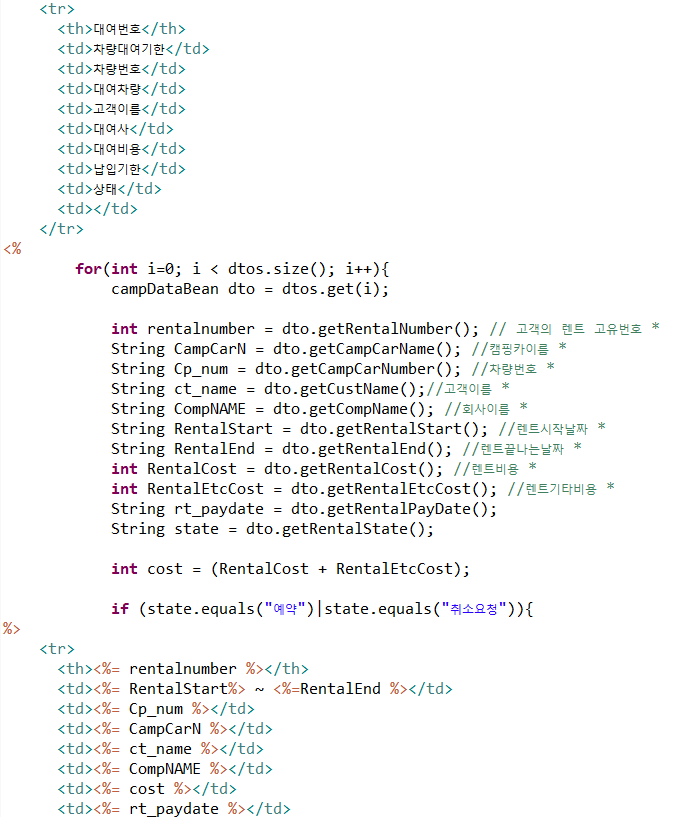 <tr>
<th>대여번호</th>
<td>차량대여기한</td>
<td>차량번호</td>
<td>대여차량</td>
<td>고객이름</td>
<td>대여사</td>
<td>대여비용</td>
<td>납입기한</td>
<td>상태</td>
<td></td>
</tr>
<%
for(int i=0; i < dtos.size(); i++){
campDataBean dto = dtos.get(i);
int rentalnumber = dto.getRentalNumber(); // 고객의 렌트 고유번호 *
String CampCarN = dto.getCampCarName(); //캠핑카이름 *
String Cp_num = dto.getCampCarNumber(); //차량번호 *
String ct_name = dto.getCustName();//고객이름 *
String CompNAME = dto.getCompName(); //회사이름 *
String RentalStart = dto.getRentalStart(); //렌트시작날짜 *
String RentalEnd = dto.getRentalEnd(); //렌트끝나는날짜 *
int RentalCost = dto.getRentalCost(); //렌트비용 *
int RentalEtcCost = dto.getRentalEtcCost(); //렌트기타비용 *
String rt_paydate = dto.getRentalPayDate();
String state = dto.getRentalState();
int cost = (RentalCost + RentalEtcCost);
if (state.equals("예약")|state.equals("취소요청")){
%>
<tr>
<th><%= rentalnumber %></th>
<td><%= RentalStart%> ~ <%=RentalEnd %></td>
<td><%= Cp_num %></td>
<td><%= CampCarN %></td>
<td><%= ct_name %></td>
<td><%= CompNAME %></td>
<td><%= cost %></td>
<td><%= rt_paydate %></td>